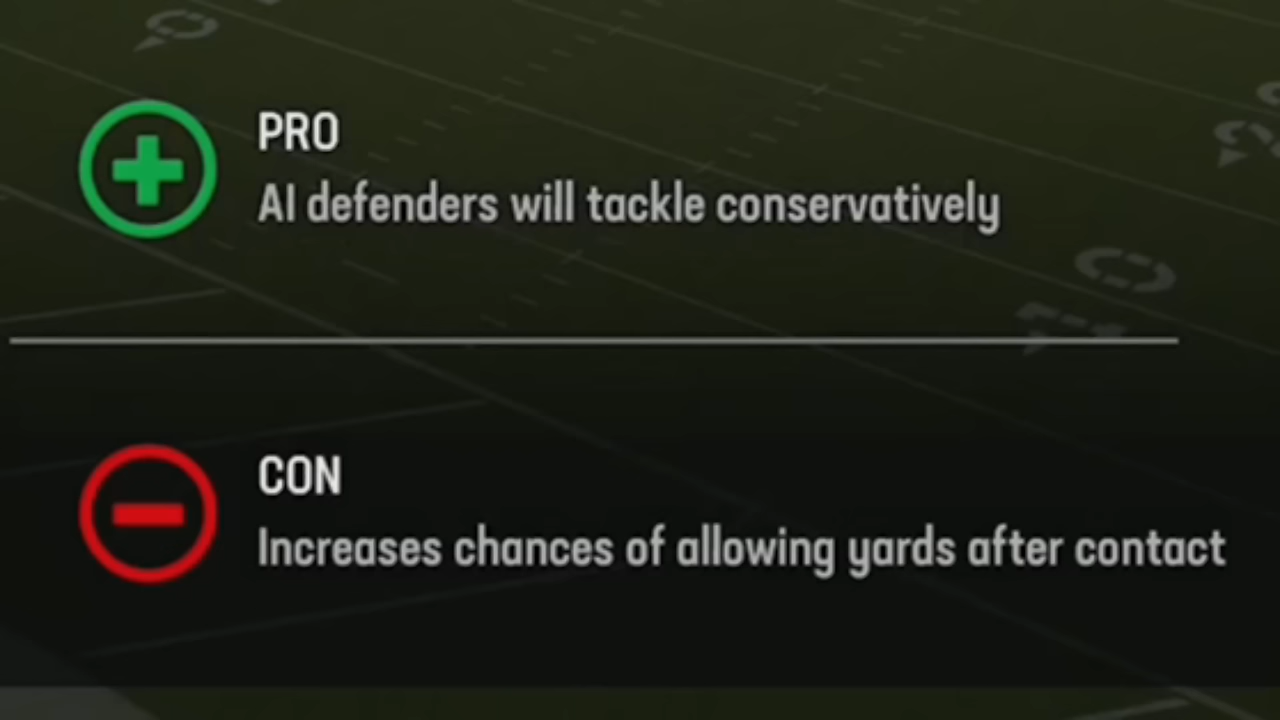 PRO
AI defenders will tackle conservatively
CON
Increases chances of allowing yards after contact